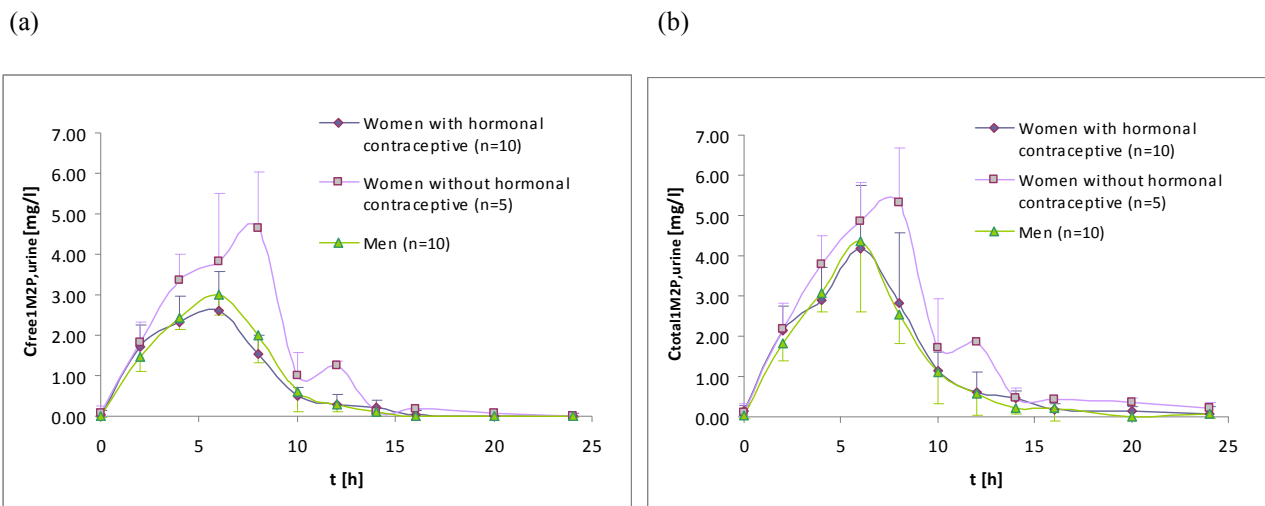 (a)
(b)
Women with hormonal
contraceptive (n=10)
Women without hormonal
contraceptive (n=5)
Men (n=10)
7.00
6.00
5.00
4.00
3.00
2.00
1.00
0.00
0
5
10
15
20
25
Cfree1M2P,urine[mg/l]
t [h]
Women with hormonal
contraceptive (n=10)
Women without hormonal
contraceptive (n=5)
Men (n=10)
7.00
6.00
5.00
4.00
3.00
2.00
1.00
0.00
0
5
10
15
20
25
Ctotal1M2P,urine[mg/l]
t [h]